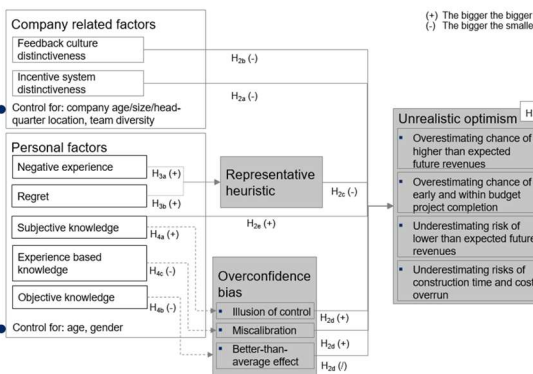 (+) The bigger the bigger
(-) The bigger the smalle
Company related factors
Feedback culture
distinctiveness
H2b (-)
Incentive system
distinctiveness
H2a (-)
Control for: company age/size/head-
quarter location, team diversity
Personal factors
Negative experience
H3a (+)
Regret
H3b (+)
Subjective knowledge
H4a (+)
Experience based
knowledge
H4c (-)
Objective knowledge
H4b (-)
Control for: age, gender
Representative
heuristic
H2c (-)
H2e (+)
Overconfidence
bias
Illusion of control
H2d (+)
Miscalibration
H2d (+)
Better-than-
average effect
H2d (/)
H
Unrealistic optimism
Overestimating chance of
higher than expected
future revenues
Overestimating chance of
early and within budget
project completion
Underestimating risk of
lower than expected future
revenues
Underestimating risks of
construction time and cost
overrun